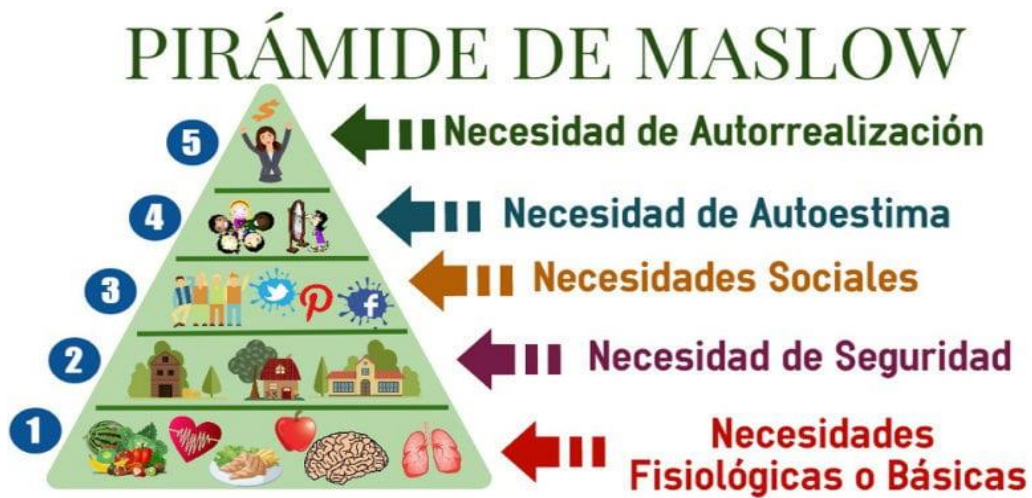 PIRÁMIDE DE MASLOW
5
Necesidad de Autorrealización
4
Necesidad de Autoestima
3
Necesidades Sociales
2
Necesidad de Seguridad
1
Necesidades
Fisiológicas o Básicas